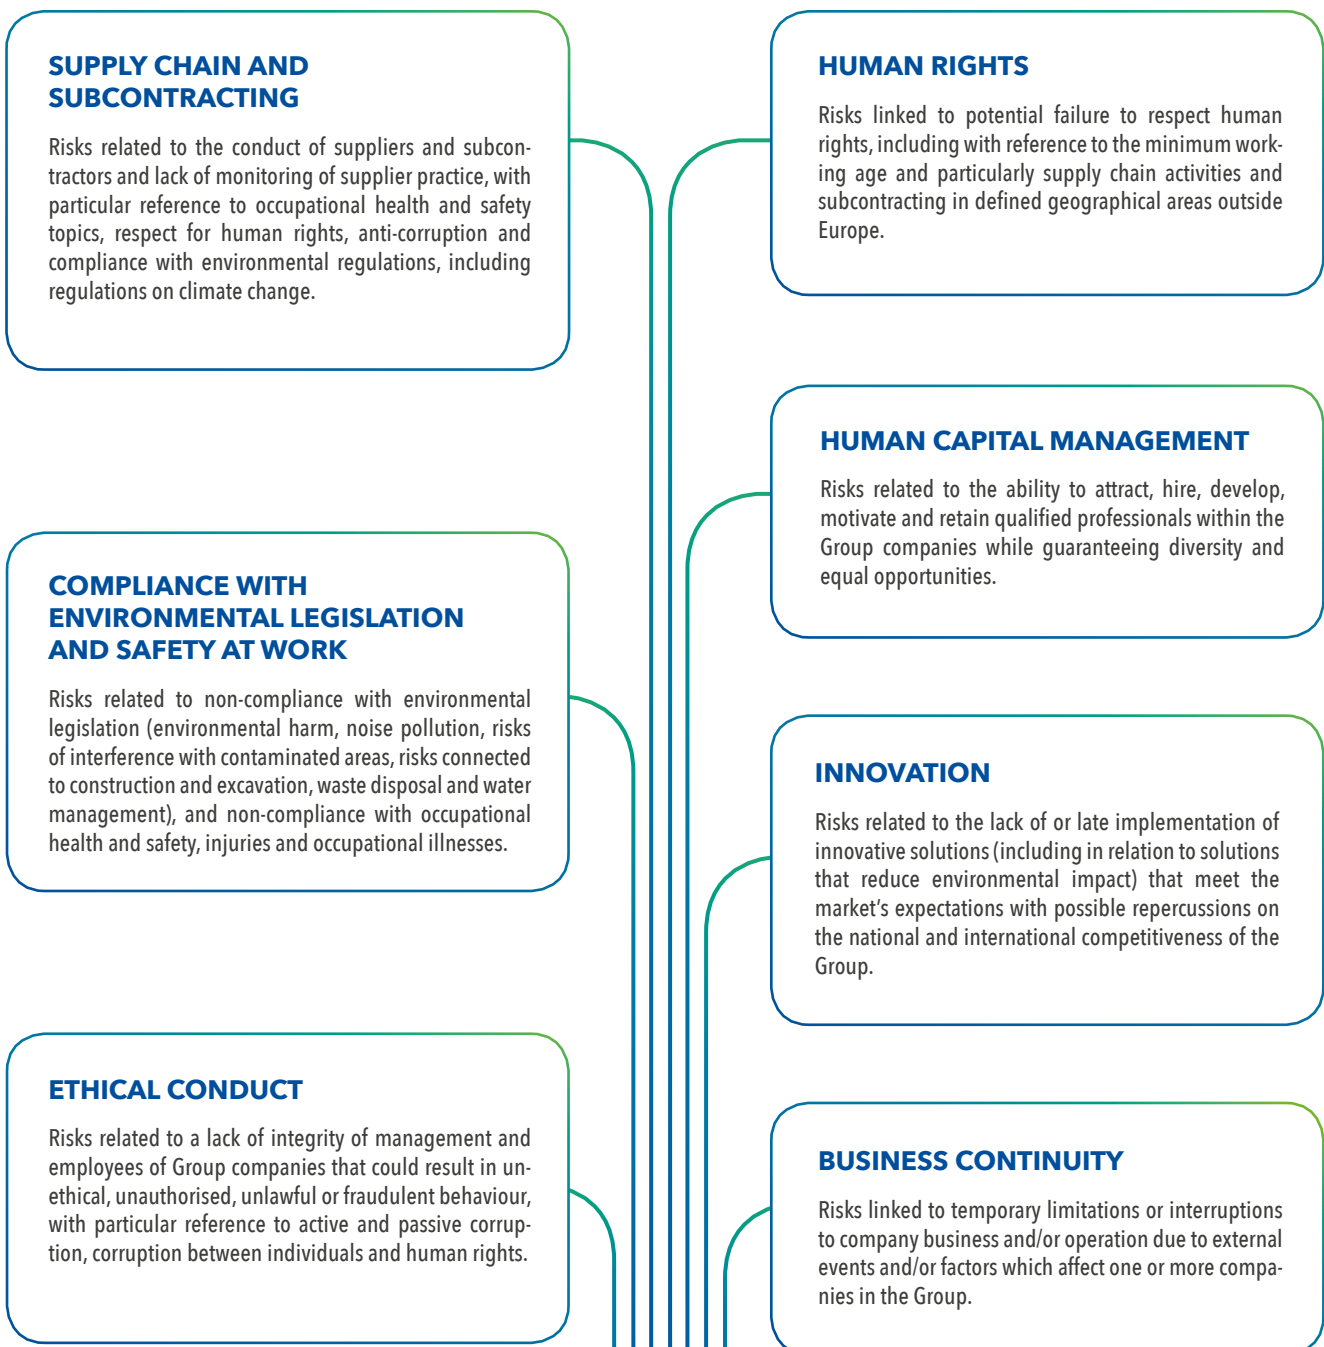 SUPPLY CHAIN AND
SUBCONTRACTING
Risks related to the conduct of suppliers and subcon-
tractors and lack of monitoring of supplier practice, with
particular reference to occupational health and safety
topics, respect for human rights, anti-corruption and
compliance with environmental regulations, including
regulations on climate change.
COMPLIANCE WITH
ENVIRONMENTAL LEGISLATION
AND SAFETY AT WORK
Risks related to non-compliance with environmental
legislation (environmental harm, noise pollution, risks
of interference with contaminated areas, risks connected
to construction and excavation, waste disposal and water
management), and non-compliance with occupational
health and safety, injuries and occupational illnesses.
ETHICAL CONDUCT
Risks related to a lack of integrity of management and
employees of Group companies that could result in un-
ethical, unauthorised, unlawful or fraudulent behaviour,
with particular reference to active and passive corrup-
tion, corruption between individuals and human rights.
HUMAN RIGHTS
Risks linked to potential failure to respect human
rights, including with reference to the minimum work-
ing age and particularly supply chain activities and
subcontracting in defined geographical areas outside
Europe.
HUMAN CAPITAL MANAGEMENT
Risks related to the ability to attract, hire, develop,
motivate and retain qualified professionals within the
Group companies while guaranteeing diversity and
equal opportunities.
INNOVATION
Risks related to the lack of or late implementation of
innovative solutions (including in relation to solutions
that reduce environmental impact) that meet the
market's expectations with possible repercussions on
the national and international competitiveness of the
Group.
BUSINESS CONTINUITY
Risks linked to temporary limitations or interruptions
to company business and/or operation due to external
events and/or factors which affect one or more compa-
nies in the Group.